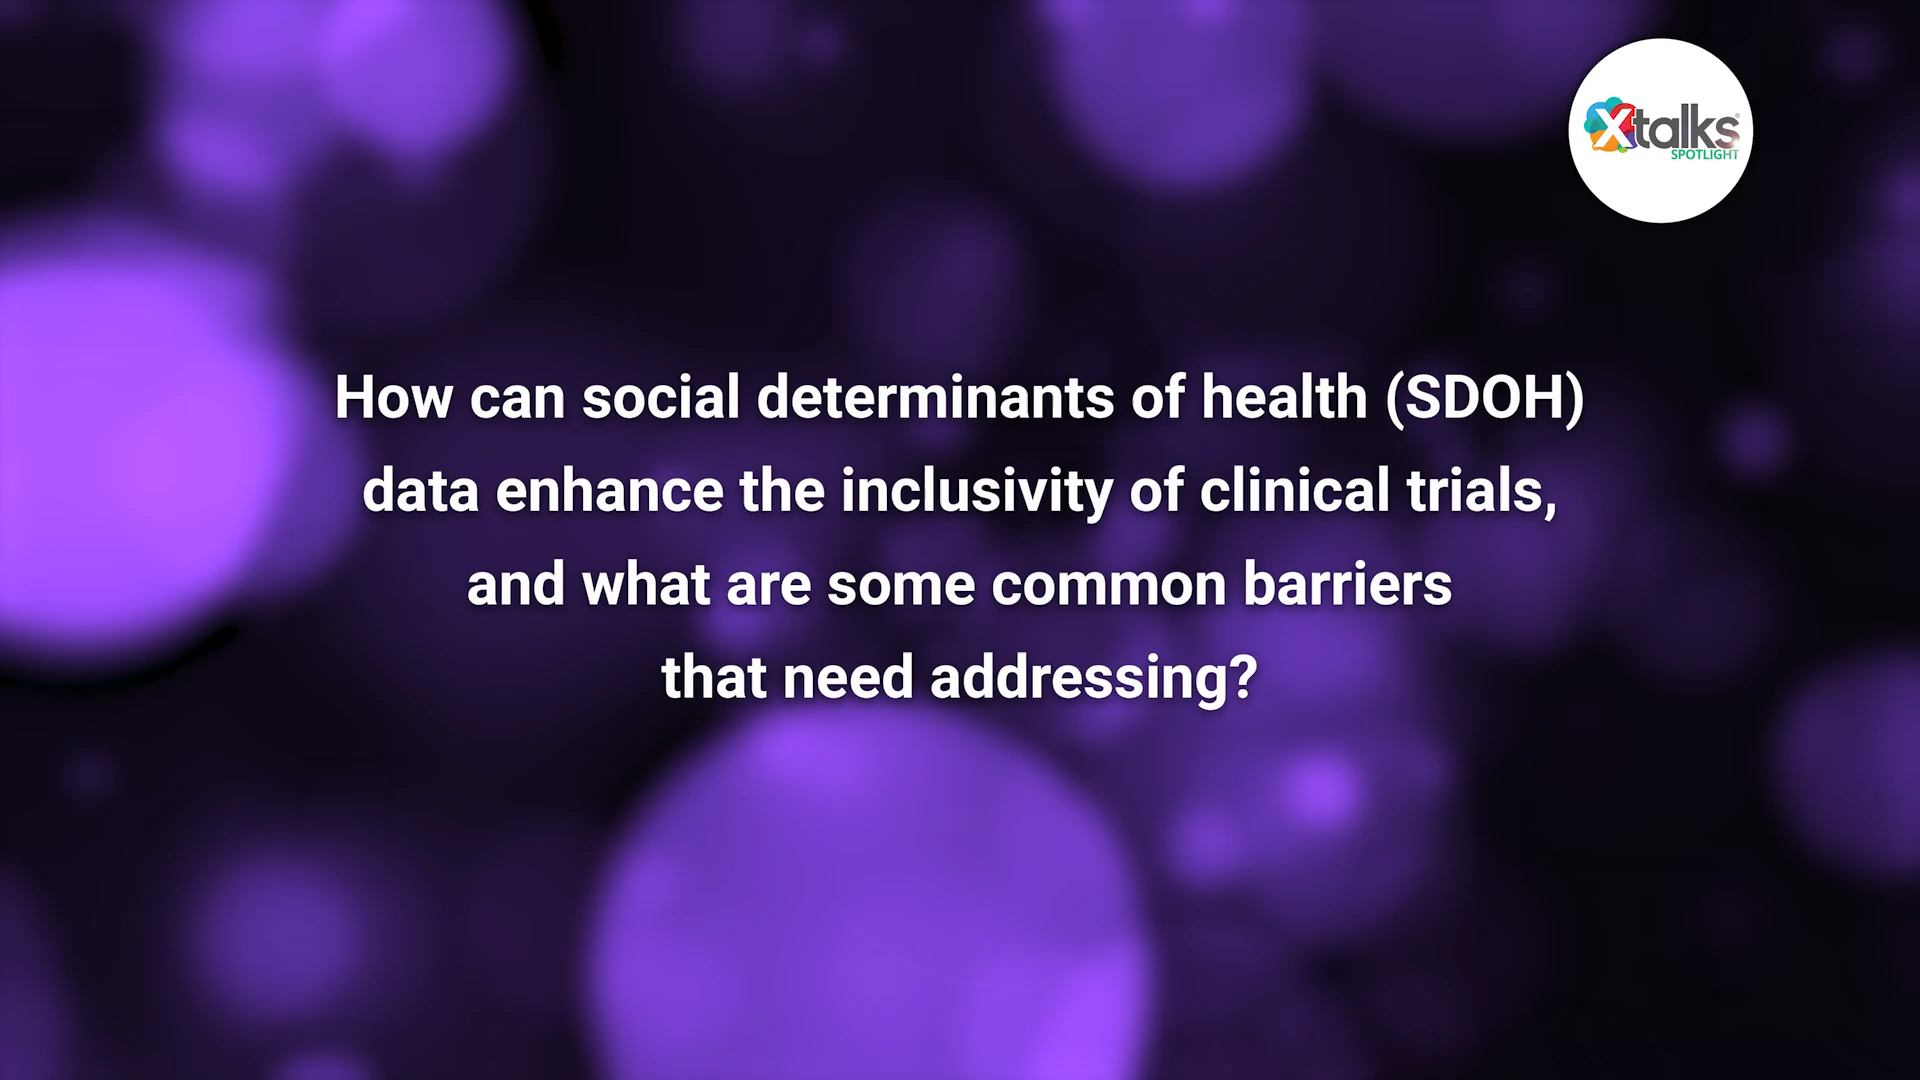 Xtalks
SPOTLIGHT
How can social determinants of health (SDOH)
data enhance the inclusivity of clinical trials,
and what are some common barriers
that need addressing?